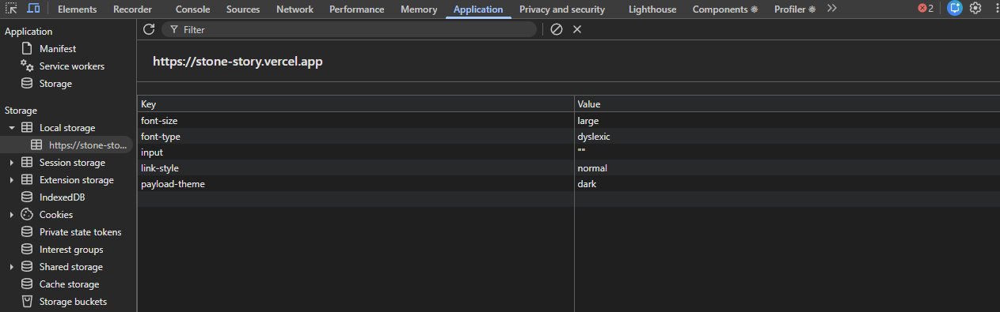 Elements Recorder Console Sources Network Performance Memory Application Privacy and security Lighthouse Components Profiler 2
Application
Manifest
Service workers
Storage
Storage
Local storage
https://stone-sto...
Session storage
Extension storage
IndexedDB
Cookies
Private state tokens
Interest groups
Shared storage
Cache storage
Storage buckets
Filter
https://stone-story.vercel.app
Key Value
font-size large
font-type dyslexic
input ""
link-style normal
payload-theme dark